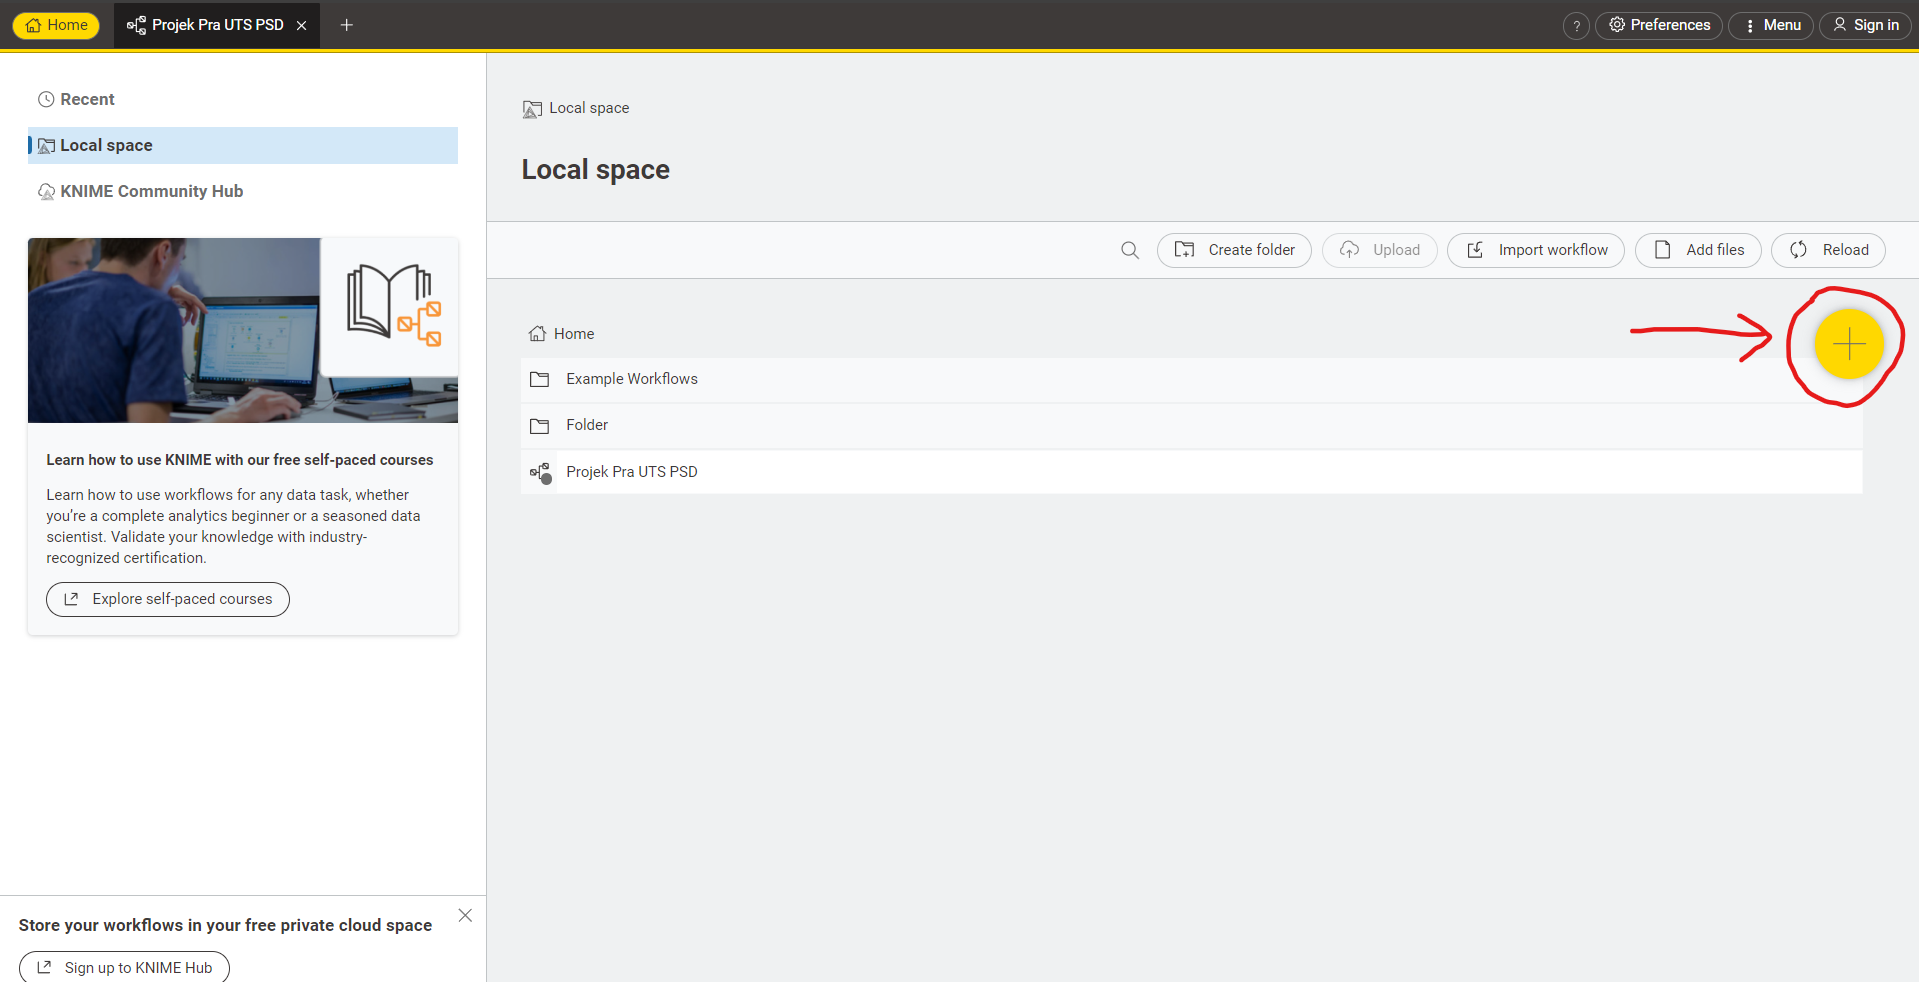 Home
Projek Pra UTS PSD
?
Preferences
Menu
Sign in
Recent
Local space
KNIME Community Hub
Learn how to use KNIME with our free self-paced courses
Learn how to use workflows for any data task, whether
you’re a complete analytics beginner or a seasoned data
scientist. Validate your knowledge with industry-
recognized certification.
Explore self-paced courses
Store your workflows in your free private cloud space
Sign up to KNIME Hub
Local space
Local space
Create folder
Upload
Import workflow
Add files
Reload
Home
Example Workflows
Folder
Projek Pra UTS PSD